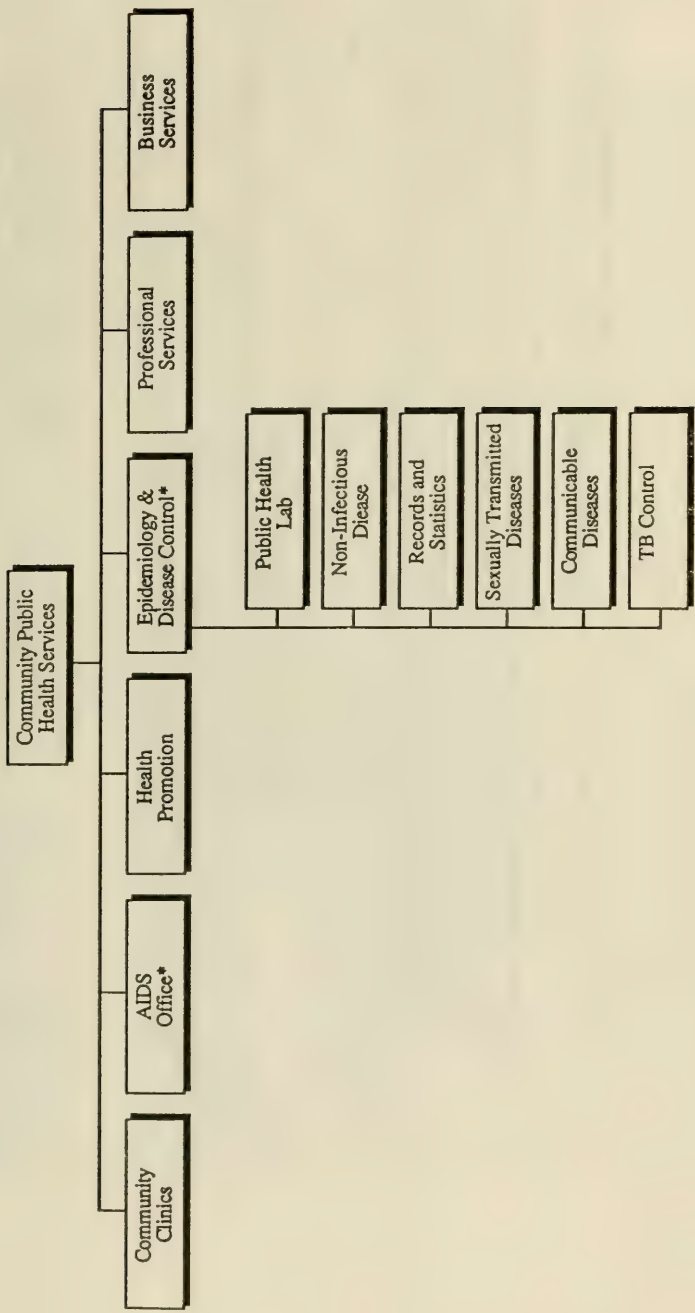 Community Public
Health Services
Community
Clinics
AIDS
Office*
Health
Promotion
Epidemiology &
Disease Control*
Professional
Services
Business
Services
Public Health
Lab
Non-Infectious
Diease
Records and
Statistics
Sexually Transmitted
Diseases
Communicable
Diseases
TB Control